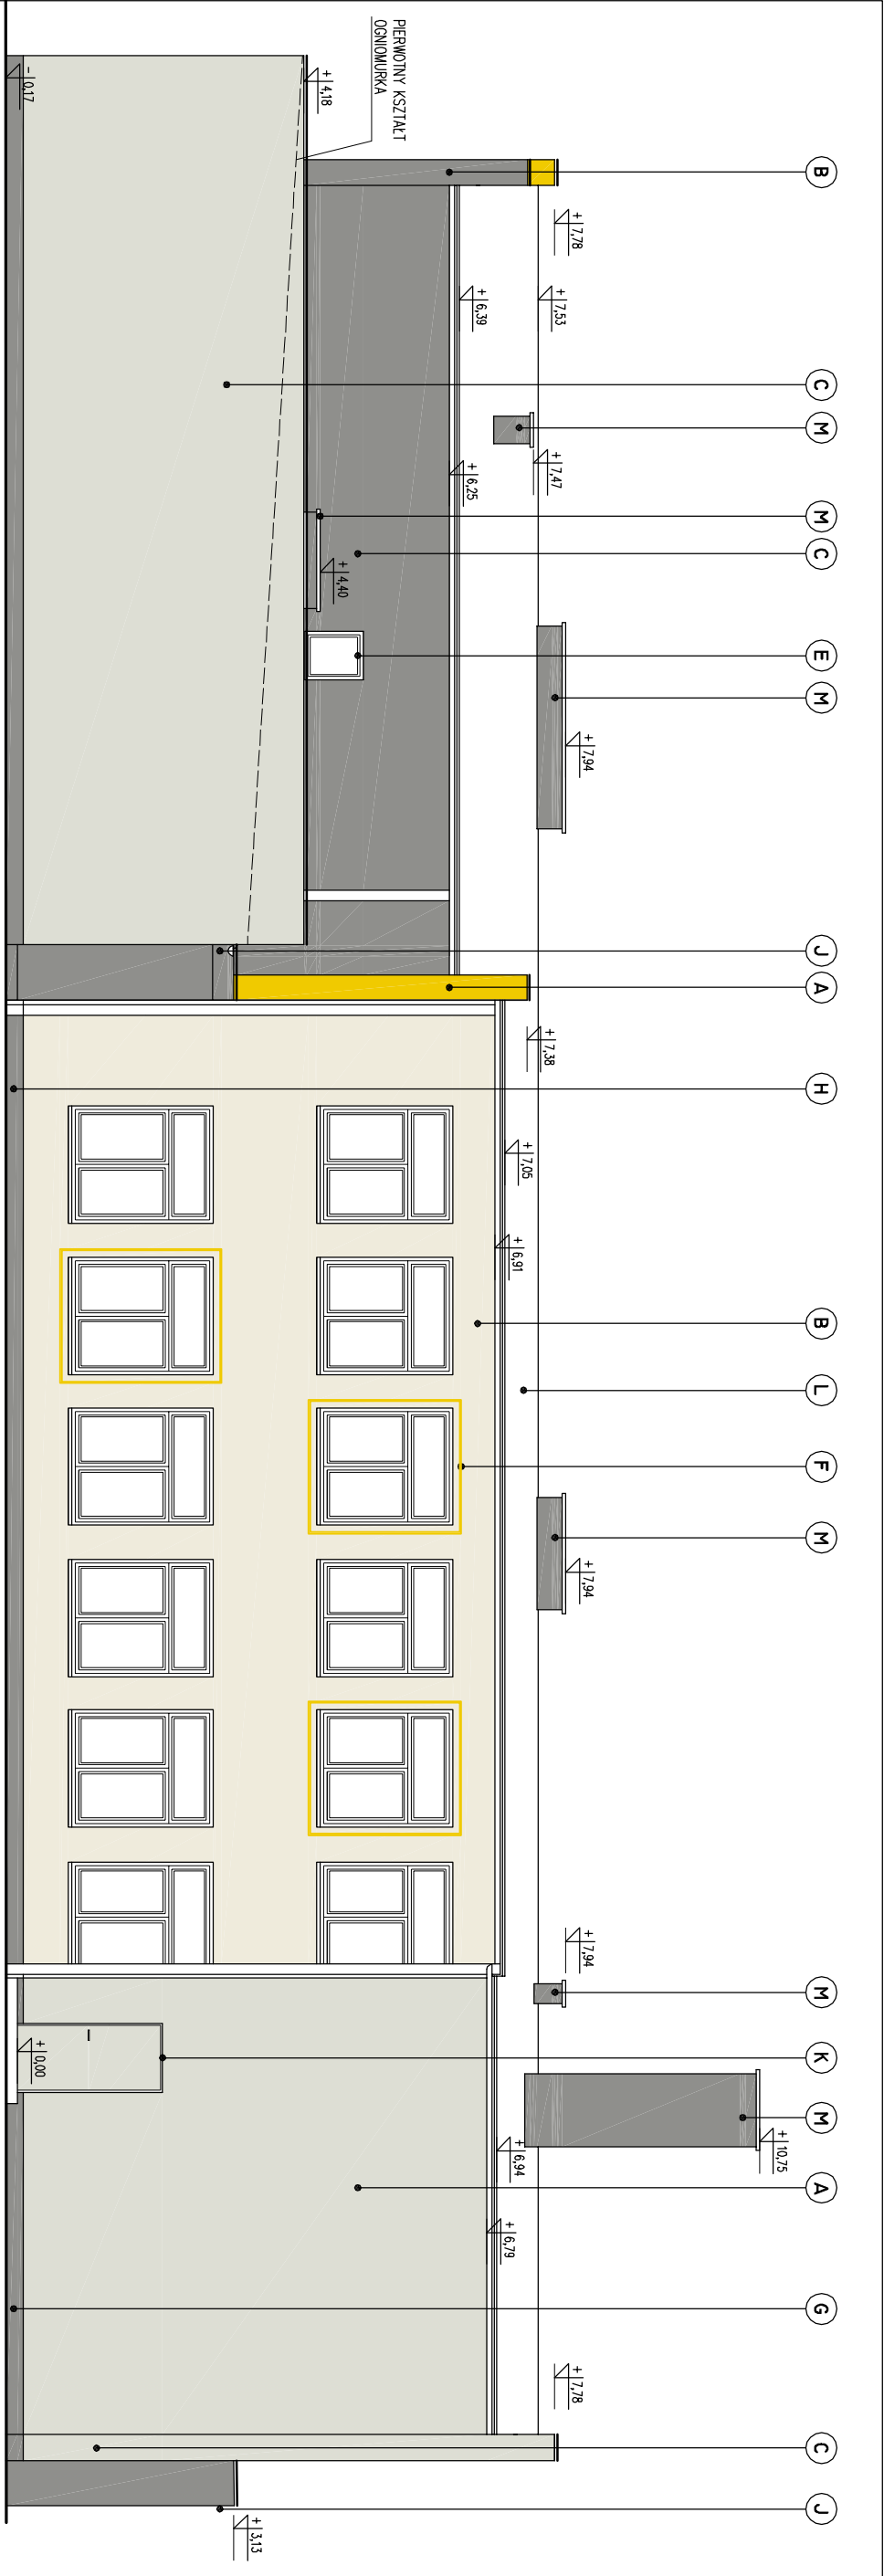 B
C
M
M
C
E
M
J
A
H
B
L
F
M
M
K
M
A
G
C
J
PIERWOTNY KSZTAŁT
OGNIOMURKA
- 0,17
+ 4,18
+ 7,78
+ 7,53
+ 6,39
+ 7,47
+ 6,25
+ 4,40
+ 7,94
+ 7,38
+ 7,05
+ 6,91
+ 7,94
+ 7,94
+ 0,00
+ 10,75
+ 6,94
+ 6,79
+ 7,78
+ 3,13